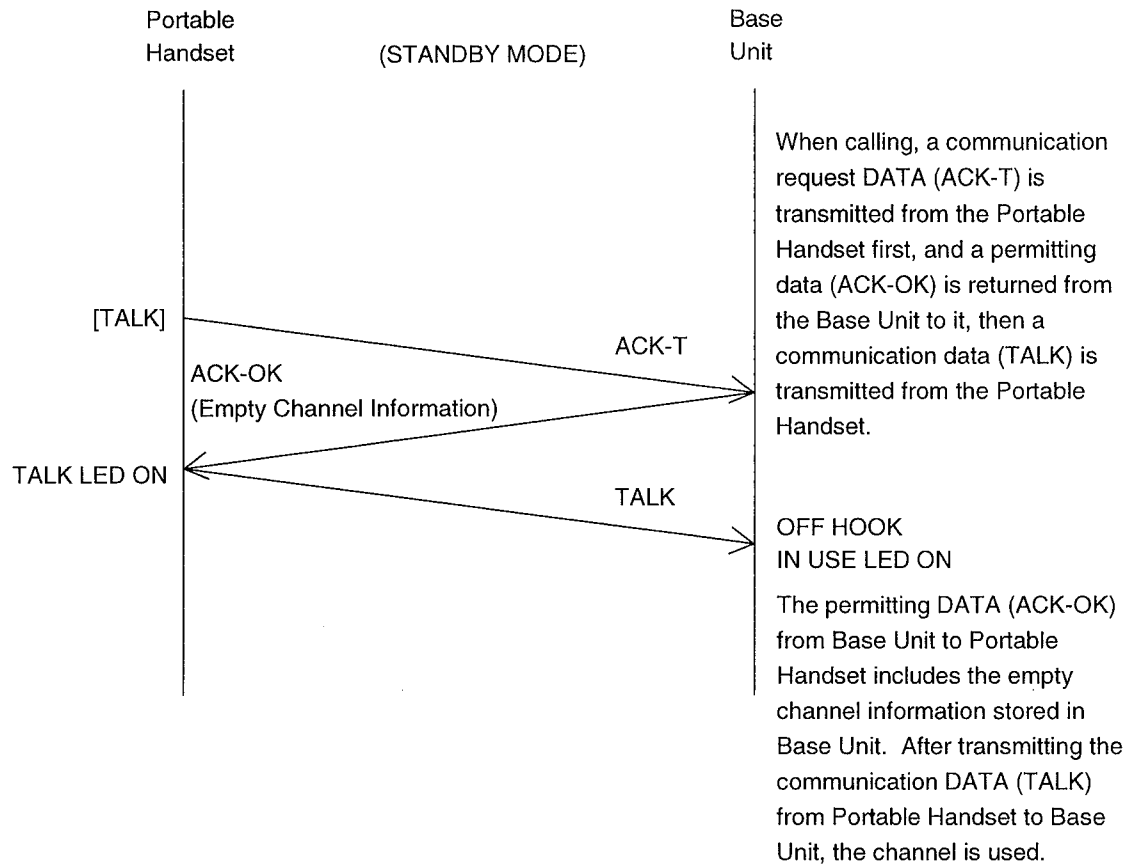 Portable
Handset
(STANDBY MODE)
Base
Unit
When calling, a communication
request DATA (ACK-T) is
transmitted from the Portable
Handset first, and a permitting
data (ACK-OK) is returned from
the Base Unit to it, then a
communication data (TALK) is
transmitted from the Portable
Handset.
[TALK]
ACK-T
ACK-OK
(Empty Channel Information)
TALK LED ON
TALK
OFF HOOK
IN USE LED ON
The permitting DATA (ACK-OK)
from Base Unit to Portable
Handset includes the empty
channel information stored in
Base Unit. After transmitting the
communication DATA (TALK)
from Portable Handset to Base
Unit, the channel is used.